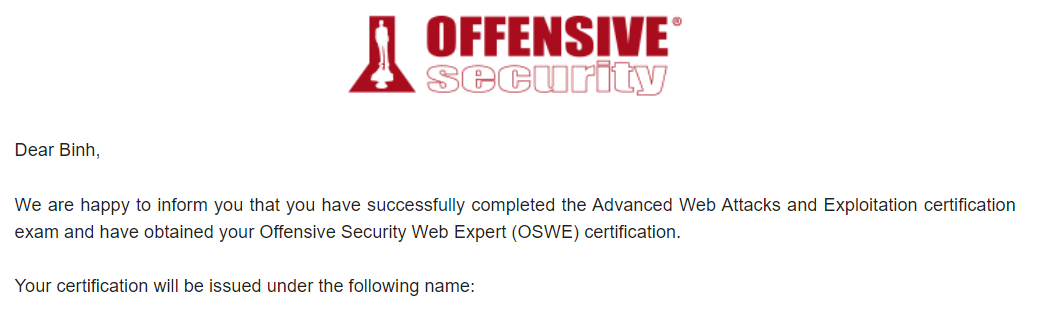 OFFENSIVE®
security
Dear Binh,
We are happy to inform you that you have successfully completed the Advanced Web Attacks and Exploitation certification
exam and have obtained your Offensive Security Web Expert (OSWE) certification.
Your certification will be issued under the following name: